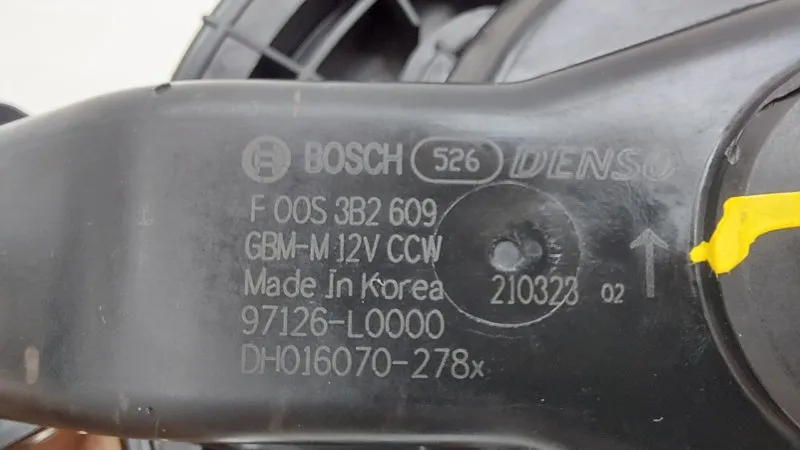 BOSCH 526 DENSO
F 00S 3B2 609
GBM-M 12V CCW
Made In Korea 210323 02
97126-L0000
DH016070-278x